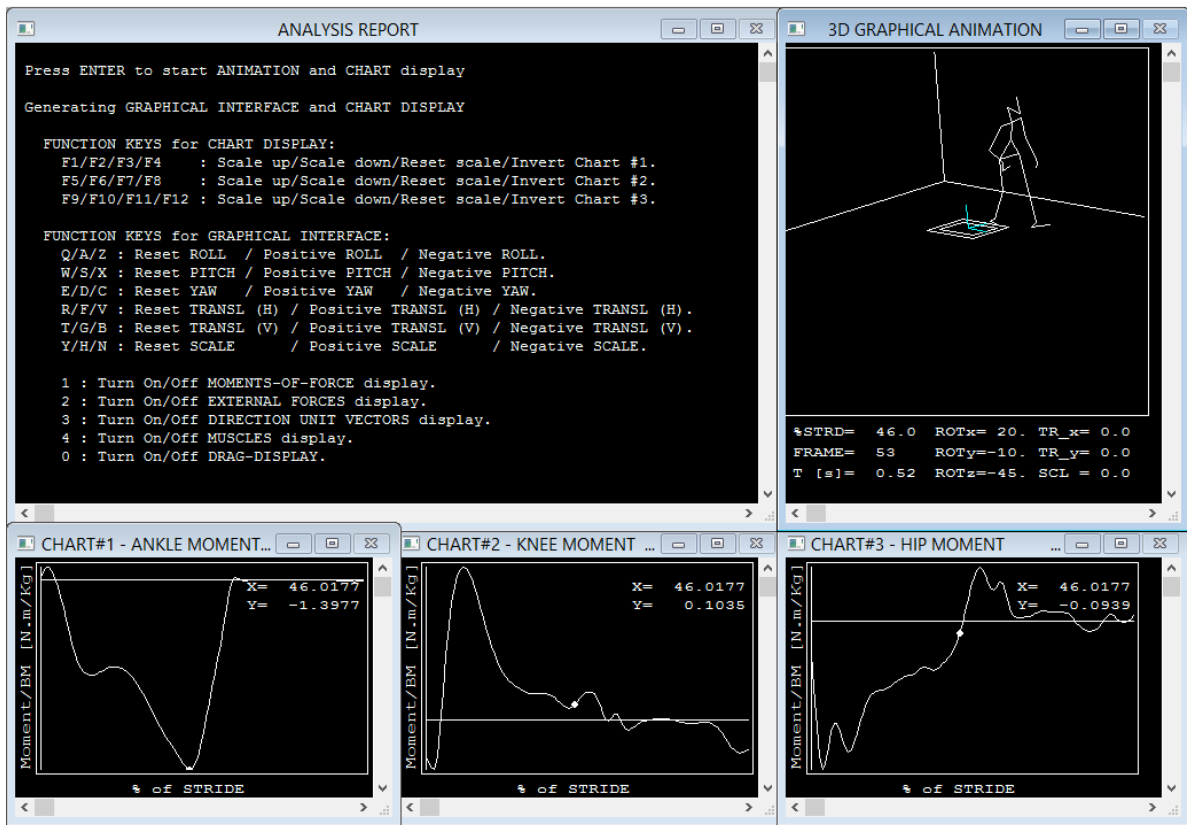 ANALYSIS REPORT
Press ENTER to start ANIMATION and CHART display
Generating GRAPHICAL INTERFACE and CHART DISPLAY
FUNCTION KEYS for CHART DISPLAY:
F1/F2/F3/F4 : Scale up/Scale down/Reset scale/Invert Chart #1.
F5/F6/F7/F8 : Scale up/Scale down/Reset scale/Invert Chart #2.
F9/F10/F11/F12 : Scale up/Scale down/Reset scale/Invert Chart #3.
FUNCTION KEYS for GRAPHICAL INTERFACE:
Q/A/Z : Reset ROLL / Positive ROLL / Negative ROLL.
W/S/X : Reset PITCH / Positive PITCH / Negative PITCH.
E/D/C : Reset YAW / Positive YAW / Negative YAW.
R/F/V : Reset TRANSL (H) / Positive TRANSL (H) / Negative TRANSL (H).
T/G/B : Reset TRANSL (V) / Positive TRANSL (V) / Negative TRANSL (V).
Y/H/N : Reset SCALE / Positive SCALE / Negative SCALE.
1 : Turn On/Off MOMENTS-OF-FORCE display.
2 : Turn On/Off EXTERNAL FORCES display.
3 : Turn On/Off DIRECTION UNIT VECTORS display.
4 : Turn On/Off MUSCLES display.
0 : Turn On/Off DRAG-DISPLAY.
3D GRAPHICAL ANIMATION
%STRD= 46.0 ROTx= 20. TR_x= 0.0
FRAME= 53 ROTy=-10. TR_y= 0.0
T [s]= 0.52 ROTz=-45. SCL = 0.0
CHART#1 - ANKLE MOMENT...
X= 46.0177
Y= -1.3977
Moment/BM [N.m/Kg]
% of STRIDE
CHART#2 - KNEE MOMENT ...
X= 46.0177
Y= 0.1035
Moment/BM [N.m/Kg]
% of STRIDE
CHART#3 - HIP MOMENT ...
X= 46.0177
Y= -0.0939
Moment/BM [N.m/Kg]
% of STRIDE